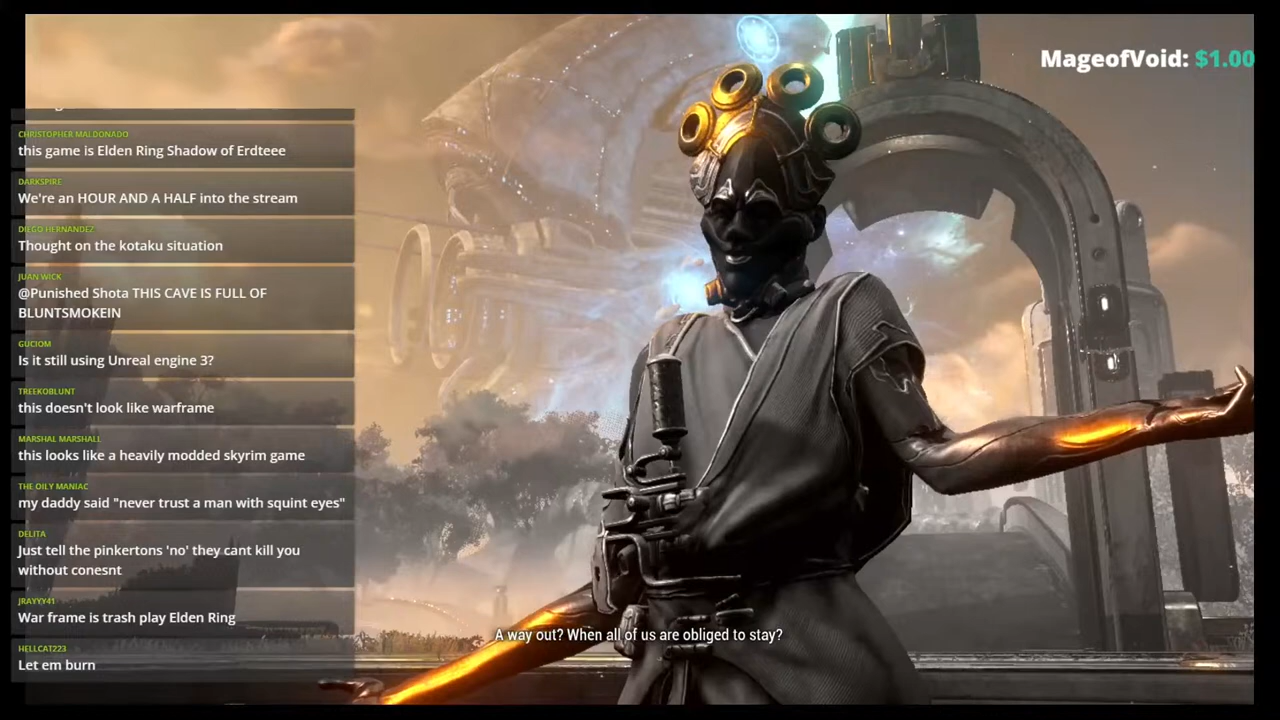 MageofVoid: $1.00
CHRISTOPHER MALDONADO
this game is Elden Ring Shadow of Erdteee
DARKSPIRE
We're an HOUR AND A HALF into the stream
DIEGO HERNANDEZ
Thought on the kotaku situation
JUAN WICK
@Punished Shota THIS CAVE IS FULL OF
BLUNTSMOKEIN
GUCIOM
Is it still using Unreal engine 3?
TREEKOBLUNT
this doesn't look like warframe
MARSHAL MARSHALL
this looks like a heavily modded skyrim game
THE OILY MANIAC
my daddy said "never trust a man with squint eyes"
DELITA
Just tell the pinkertons 'no' they cant kill you
without conesnt
JRAYYY41
War frame is trash play Elden Ring
HELLCAT223
Let em burn
A way out? When all of us are obliged to stay?